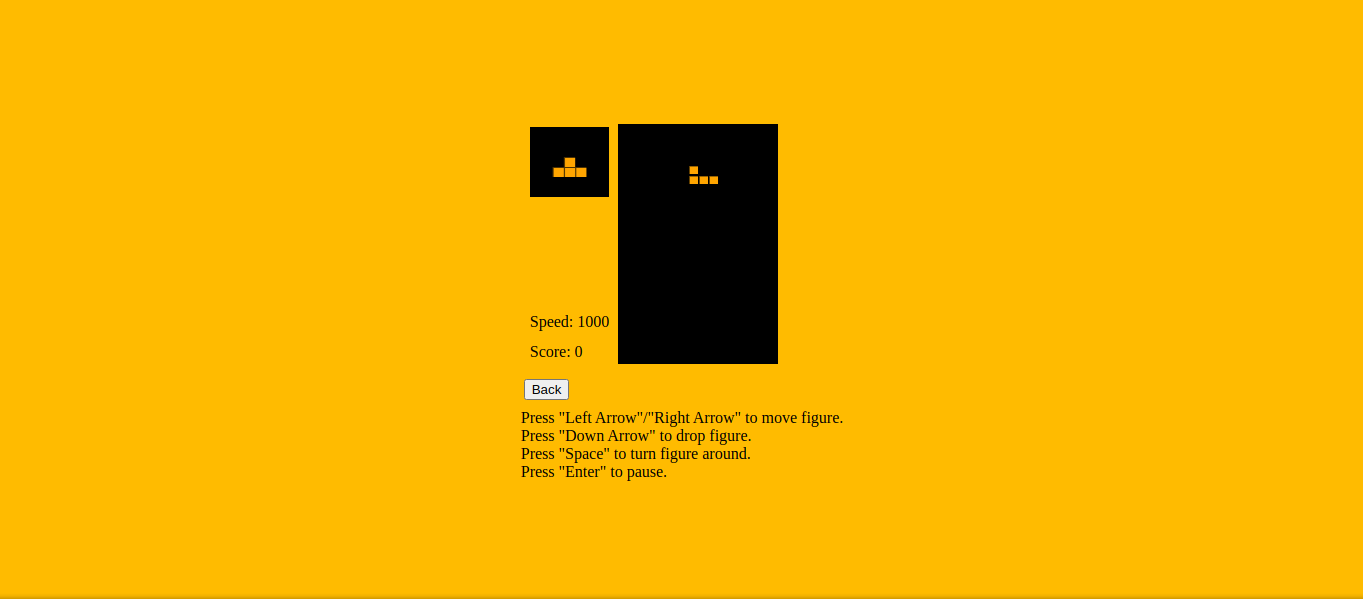 Speed: 1000
Score: 0
Back
Press "Left Arrow"/"Right Arrow" to move figure.
Press "Down Arrow" to drop figure.
Press "Space" to turn figure around.
Press "Enter" to pause.